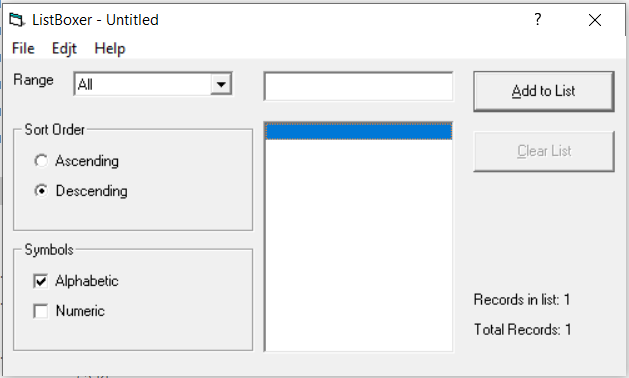 ListBoxer - Untitled
?
File Edjt Help
Range
All
Add to List
Sort Order
Ascending
Descending
Clear List
Symbols
Alphabetic
Numeric
Records in list: 1
Total Records: 1